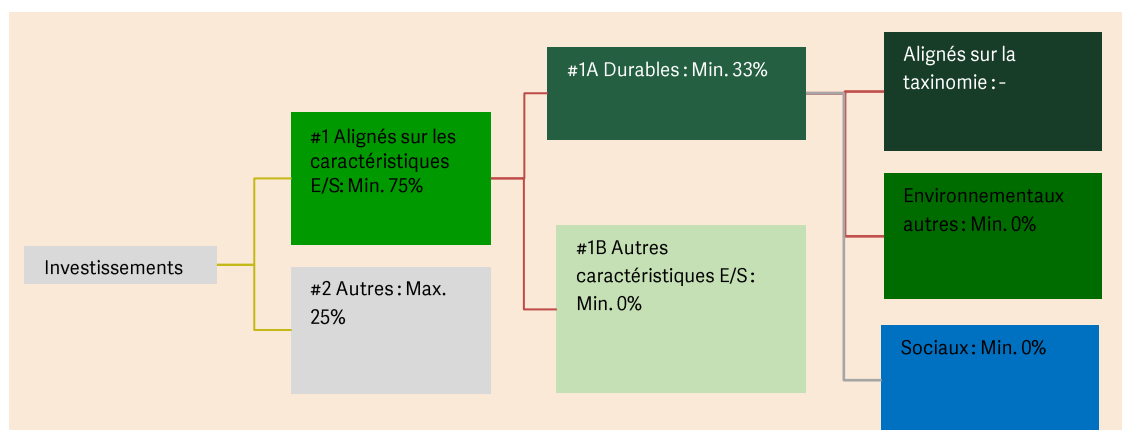 Investissements
#1 Alignés sur les
caractéristiques
E/S: Min. 75%
#2 Autres : Max.
25%
#1A Durables : Min. 33%
#1B Autres
caractéristiques E/S :
Min. 0%
Alignés sur la
taxinomie : -
Environnementaux
autres : Min. 0%
Sociaux : Min. 0%